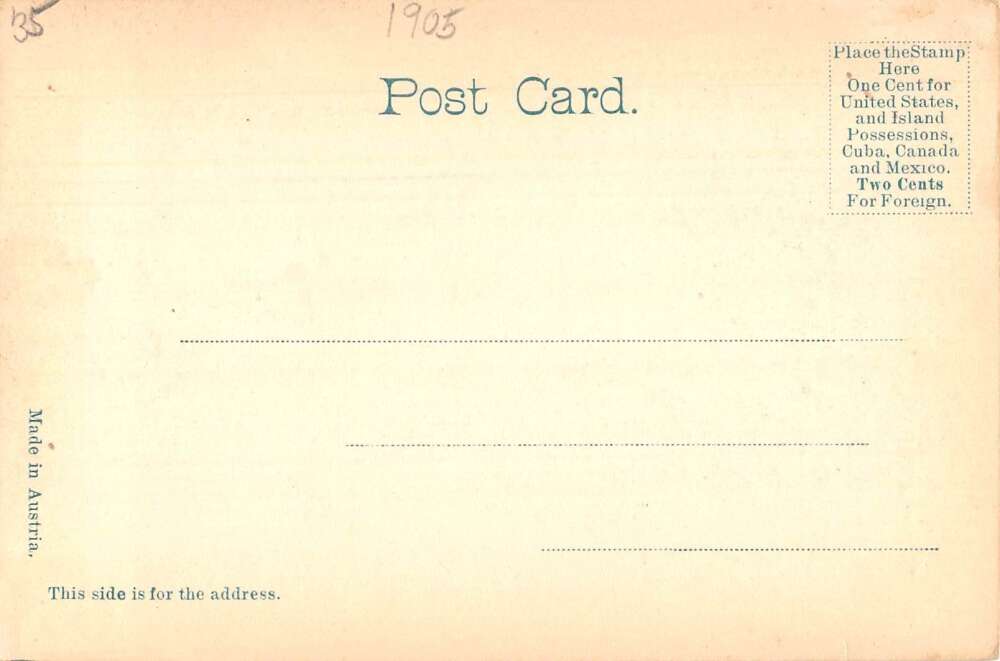 35
1905
Post Card.
Place the Stamp
Here
One Cent for
United States,
and Island
Possessions,
Cuba, Canada
and Mexico.
Two Cents
For Foreign.
Made in Austria,
This side is for the address.